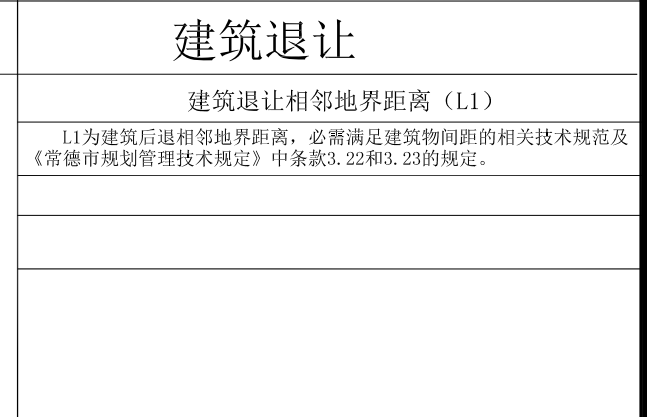 建筑退让
建筑退让相邻地界距离（L1）
L1为建筑后退相邻地界距离，必需满足建筑物间距的相关技术规范及
《常德市规划管理技术规定》中条款3.22和3.23的规定。